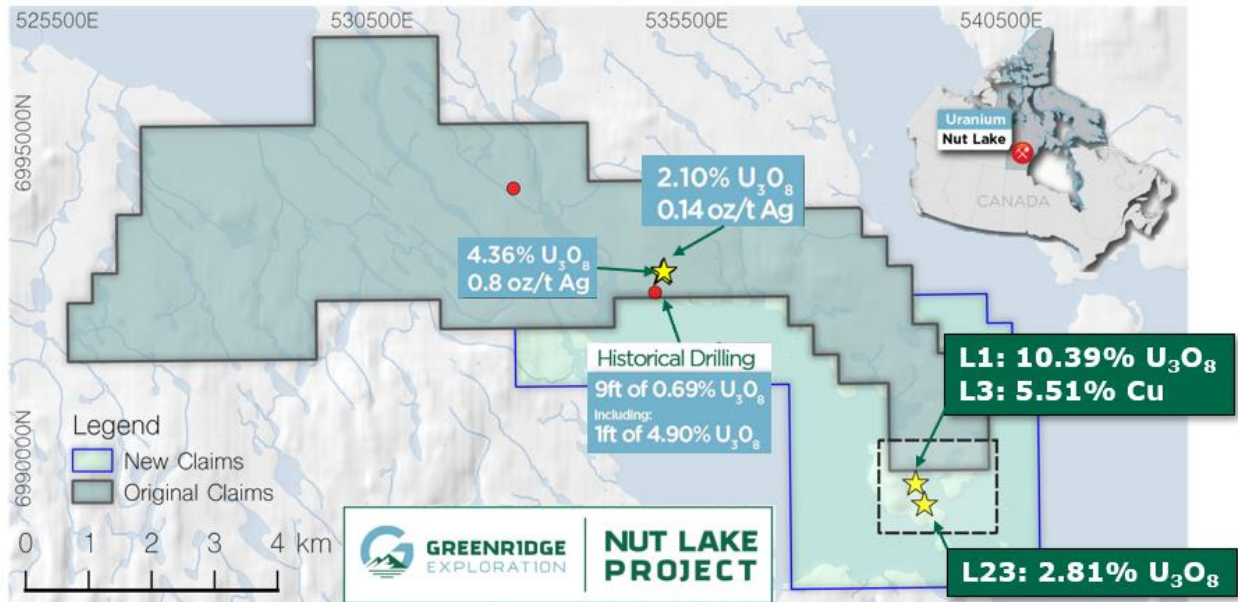 525500E
530500E
535500E
540500E
6995000N
6990000N
Uranium
Nut Lake
CANADA
2.10% U₃O₈
0.14 oz/t Ag
4.36% U₃O₈
0.8 oz/t Ag
Historical Drilling
9ft of 0.69% U₃O₈
Including:
1ft of 4.90% U₃O₈
L1: 10.39% U₃O₈
L3: 5.51% Cu
L23: 2.81% U₃O₈
Legend
New Claims
Original Claims
0 1 2 3 4 km
GREENRIDGE
EXPLORATION
NUT LAKE
PROJECT